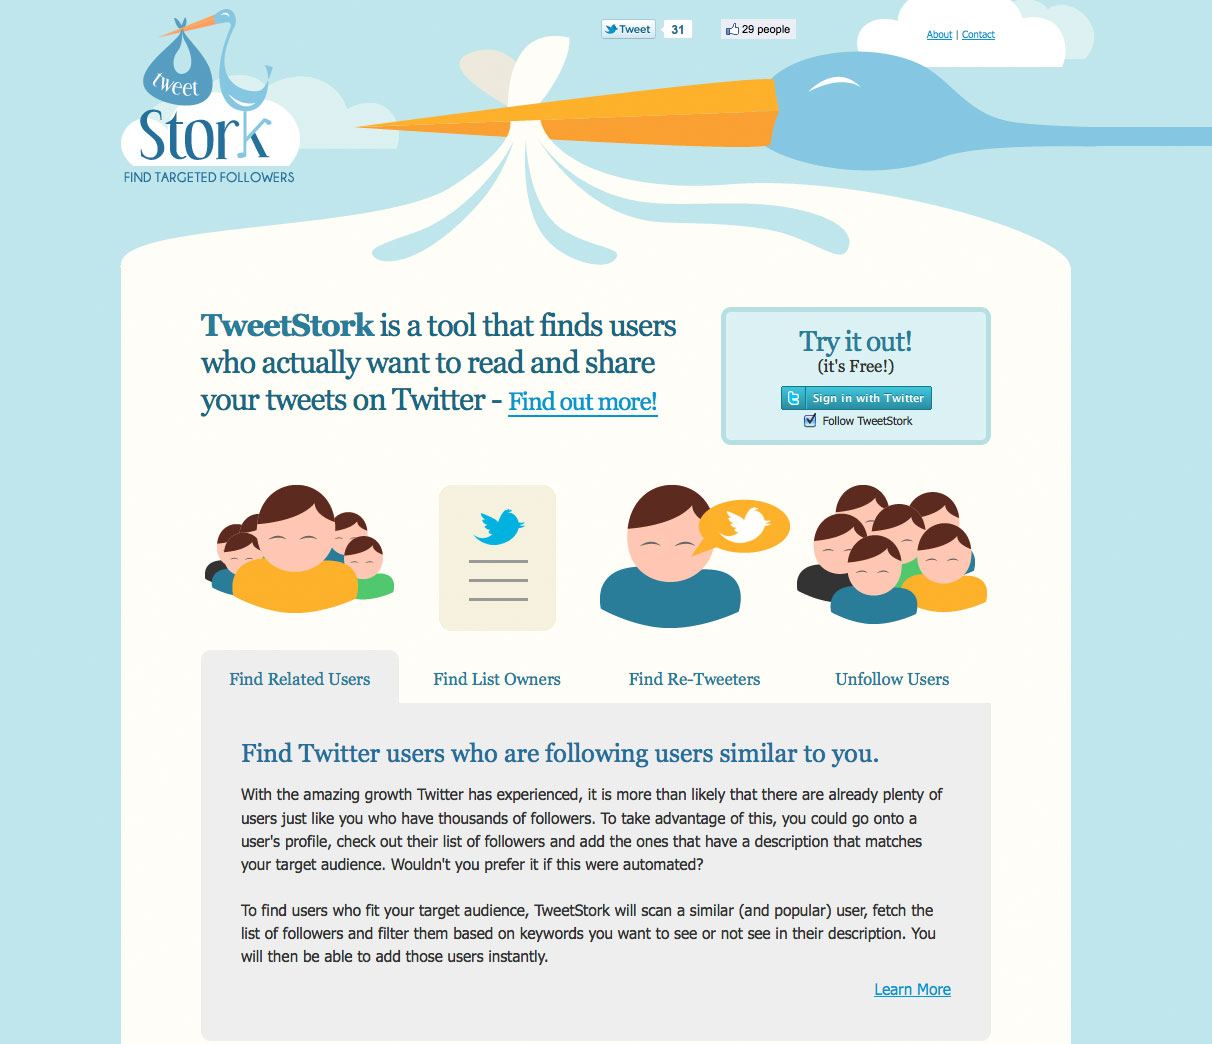 tweet
Stork
FIND TARGETED FOLLOWERS
Tweet
31
29 people
About | Contact
TweetStork is a tool that finds users
who actually want to read and share
your tweets on Twitter - Find out more!
Try it out!
(it's Free!)
Sign in with Twitter
Follow TweetStork
Find Related Users
Find List Owners
Find Re-Tweeters
Unfollow Users
Find Twitter users who are following users similar to you.
With the amazing growth Twitter has experienced, it is more than likely that there are already plenty of
users just like you who have thousands of followers. To take advantage of this, you could go onto a
user's profile, check out their list of followers and add the ones that have a description that matches
your target audience. Wouldn't you prefer it if this were automated?
To find users who fit your target audience, TweetStork will scan a similar (and popular) user, fetch the
list of followers and filter them based on keywords you want to see or not see in their description. You
will then be able to add those users instantly.
Learn More